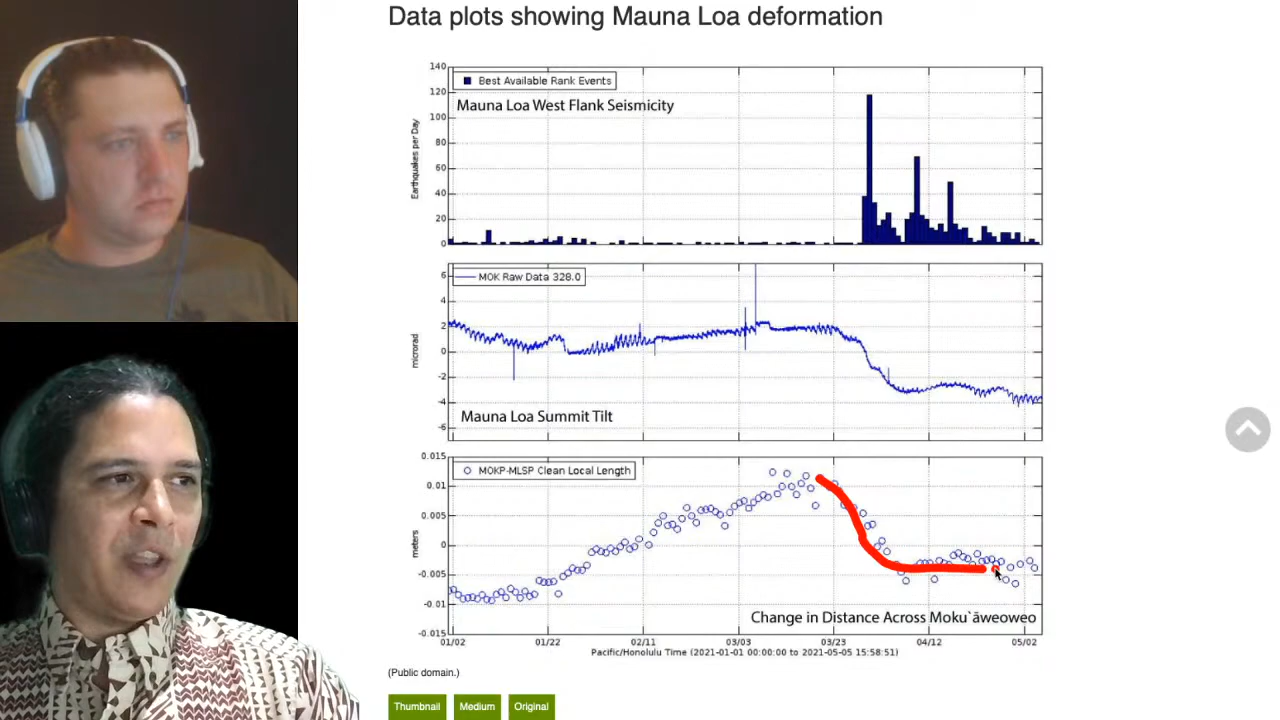 Data plots showing Mauna Loa deformation
140
120
100
80
60
40
20
0
Earthquakes per Day
Best Available Rank Events
Mauna Loa West Flank Seismicity
6
4
2
0
-2
-4
-6
microrad
MOK Raw Data 328.0
Mauna Loa Summit Tilt
0.015
0.01
0.005
0
-0.005
-0.01
-0.015
meters
MOKP-MLSP Clean Local Length
Change in Distance Across Moku`āweoweo
01/02 01/22 02/11 03/03 03/23 04/12 05/02
Pacific/Honolulu Time (2021-01-01 00:00:00 to 2021-05-05 15:58:51)
(Public domain.)
Thumbnail Medium Original